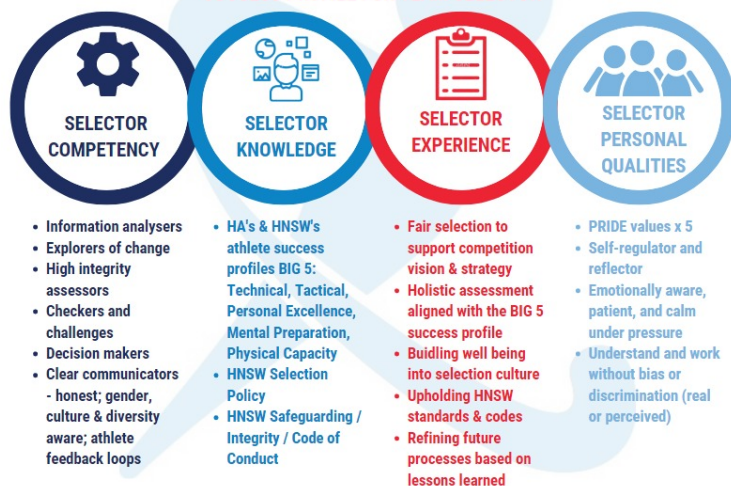 SELECTOR
COMPETENCY
• Information analysers
• Explorers of change
• High integrity
assessors
• Checkers and
challenges
• Decision makers
• Clear communicators
- honest; gender,
culture & diversity
aware; athlete
feedback loops
SELECTOR
KNOWLEDGE
• HA's & HNSW's
athlete success
profiles BIG 5:
Technical, Tactical,
Personal Excellence,
Mental Preparation,
Physical Capacity
• HNSW Selection
Policy
• HNSW Safeguarding /
Integrity / Code of
Conduct
SELECTOR
EXPERIENCE
• Fair selection to
support competition
vision & strategy
• Holistic assessment
aligned with the BIG 5
success profile
• Buidling well being
into selection culture
• Upholding HNSW
standards & codes
• Refining future
processes based on
lessons learned
SELECTOR
PERSONAL
QUALITIES
• PRIDE values x 5
• Self-regulator and
reflector
• Emotionally aware,
patient, and calm
under pressure
• Understand and work
without bias or
discrimination (real
or perceived)